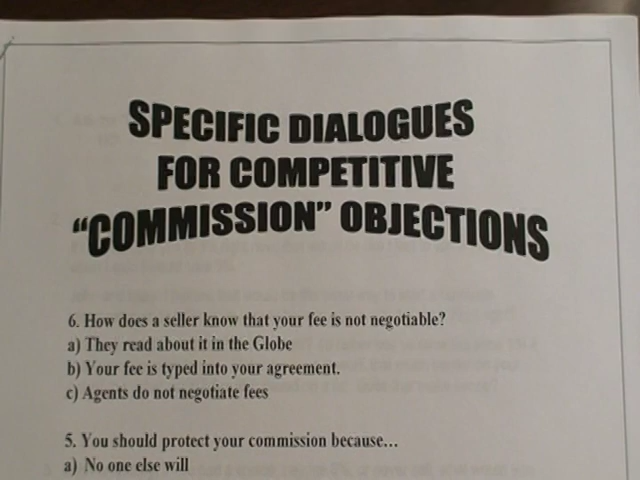 SPECIFIC DIALOGUES
FOR COMPETITIVE
“COMMISSION” OBJECTIONS
6. How does a seller know that your fee is not negotiable?
a) They read about it in the Globe
b) Your fee is typed into your agreement.
c) Agents do not negotiate fees
5. You should protect your commission because...
a) No one else will